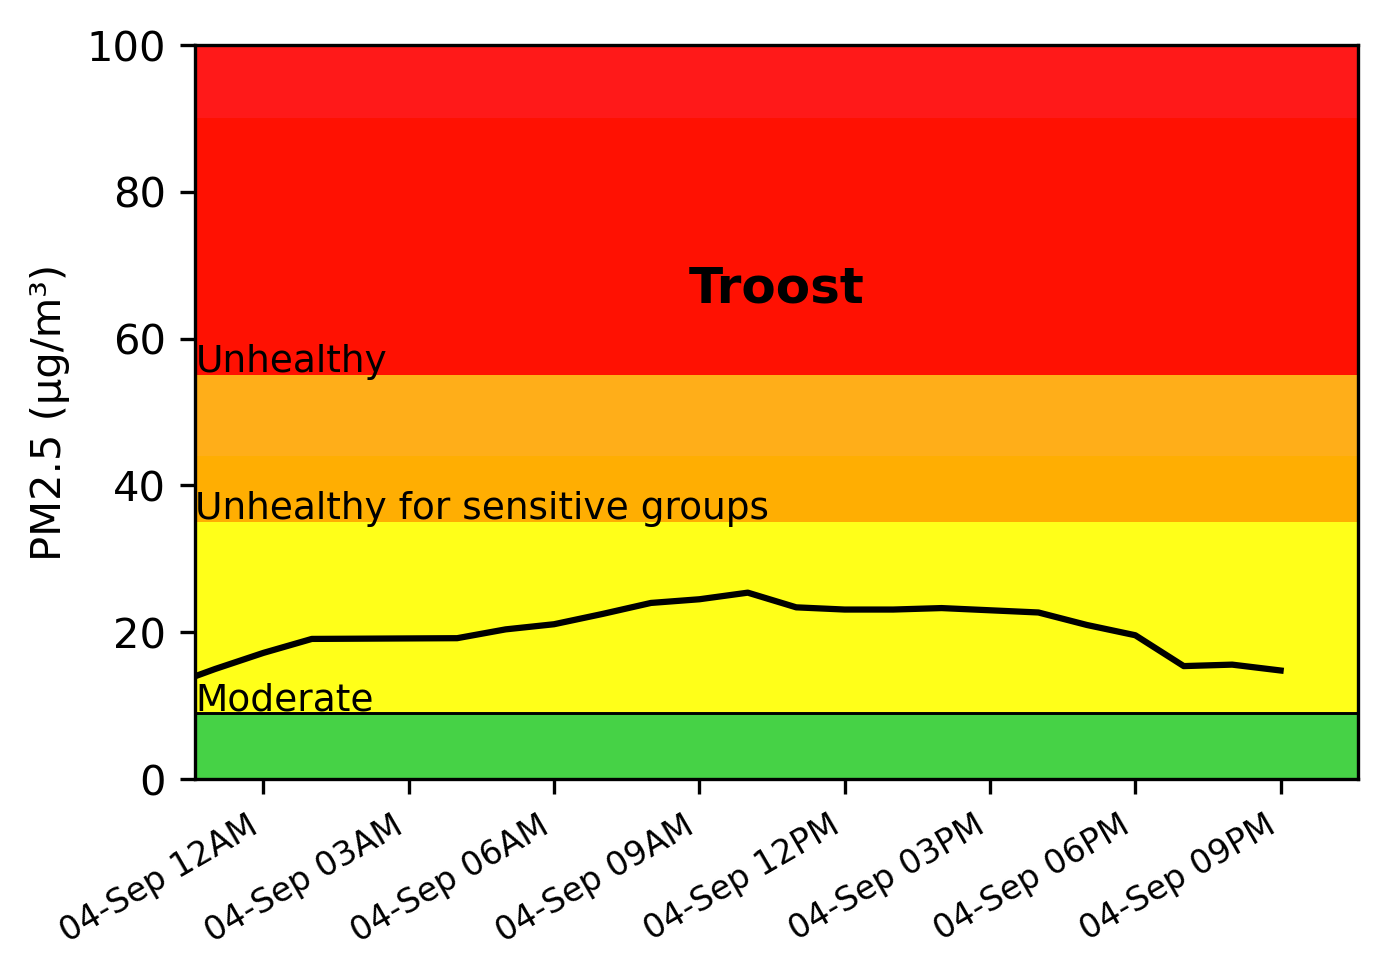 100
80
60
40
20
0
PM2.5 (µg/m³)
Troost
Unhealthy
Unhealthy for sensitive groups
Moderate
04-Sep 12AM
04-Sep 03AM
04-Sep 06AM
04-Sep 09AM
04-Sep 12PM
04-Sep 03PM
04-Sep 06PM
04-Sep 09PM